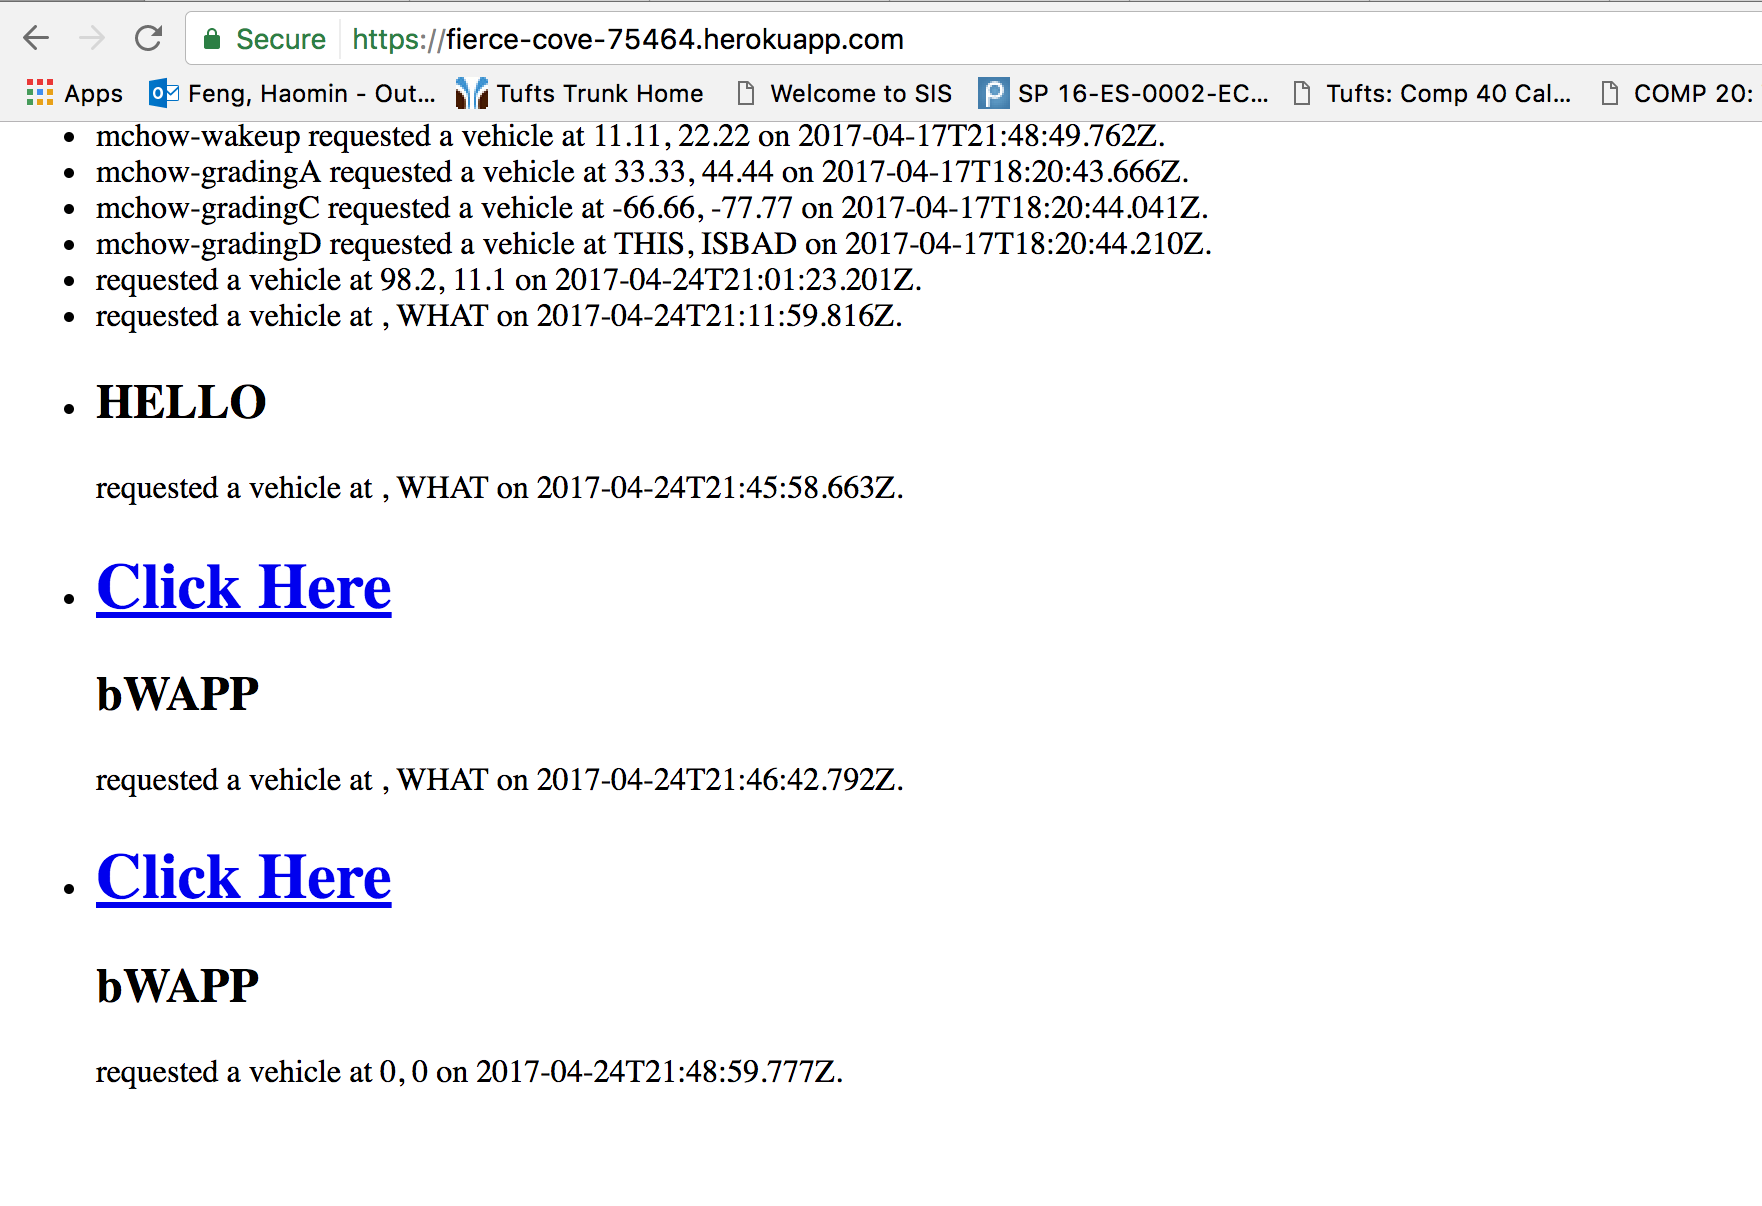 Secure https://fierce-cove-75464.herokuapp.com
Apps Feng, Haomin - Out... Tufts Trunk Home Welcome to SIS SP 16-ES-0002-EC... Tufts: Comp 40 Cal... COMP 20:
mchow-wakeup requested a vehicle at 11.11, 22.22 on 2017-04-17T21:48:49.762Z.
mchow-gradingA requested a vehicle at 33.33, 44.44 on 2017-04-17T18:20:43.666Z.
mchow-gradingC requested a vehicle at -66.66, -77.77 on 2017-04-17T18:20:44.041Z.
mchow-gradingD requested a vehicle at THIS, ISBAD on 2017-04-17T18:20:44.210Z.
requested a vehicle at 98.2, 11.1 on 2017-04-24T21:01:23.201Z.
requested a vehicle at , WHAT on 2017-04-24T21:11:59.816Z.
HELLO
requested a vehicle at , WHAT on 2017-04-24T21:45:58.663Z.
Click Here
bWAPP
requested a vehicle at , WHAT on 2017-04-24T21:46:42.792Z.
Click Here
bWAPP
requested a vehicle at 0, 0 on 2017-04-24T21:48:59.777Z.